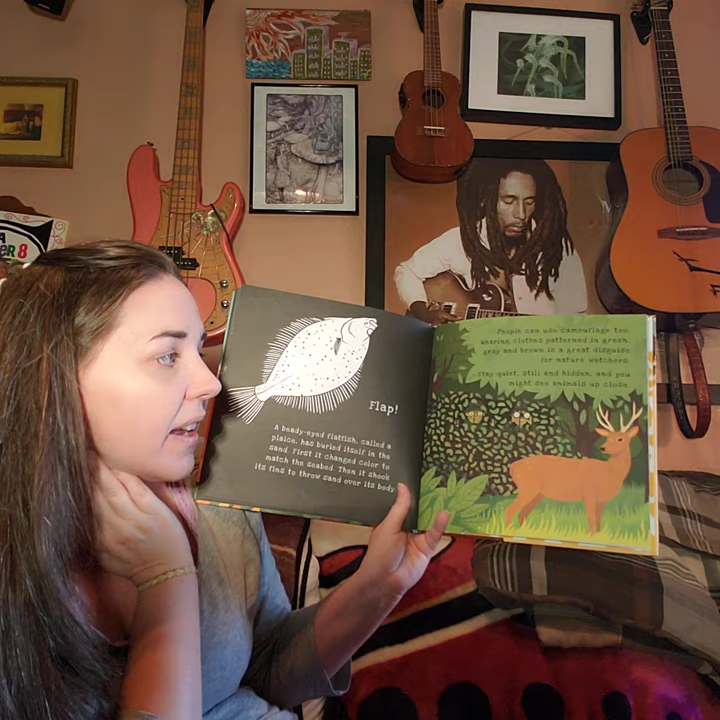 A
ER 8
Flap!
A beady-eyed flatfish, called a
plaice, has buried itself in the
sand. First it changed color to
match the seabed. Then it shook
its fins to throw sand over its body.
People can use camouflage too,
wearing clothes patterned in green,
gray and brown is a great disguise
for nature watchers.
Stay quiet, still and hidden, and you
might see animals up close.